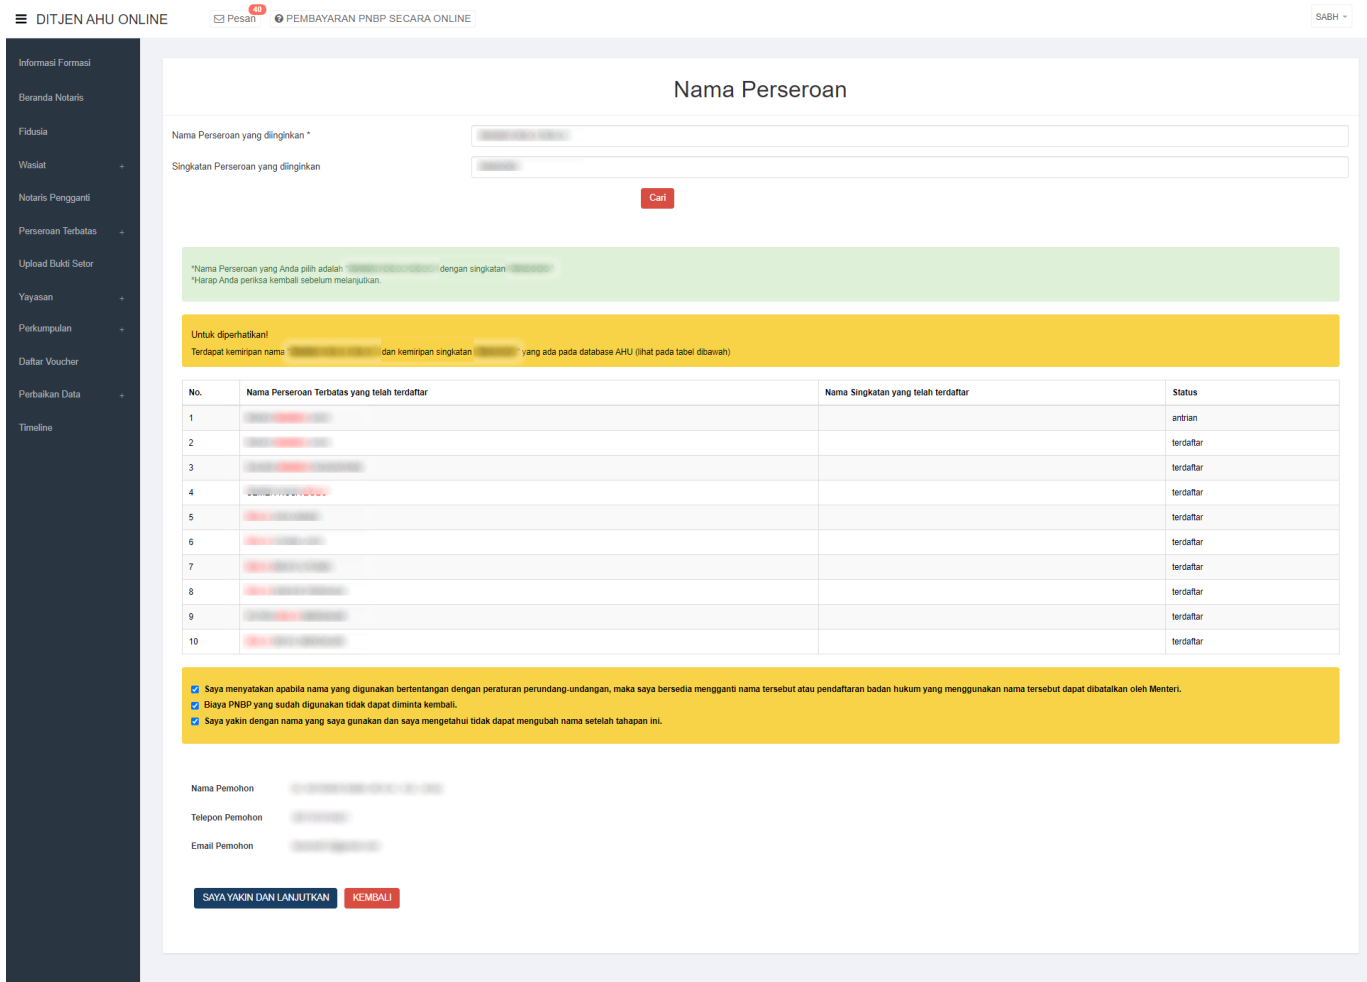 DITJEN AHU ONLINE
Pesan 40
PEMBAYARAN PNBP SECARA ONLINE
SABH
Informasi Formasi
Beranda Notaris
Fidusia
Wasiat +
Notaris Pengganti
Perseroan Terbatas +
Upload Bukti Setor
Yayasan +
Perkumpulan +
Daftar Voucher
Perbaikan Data +
Timeline
Nama Perseroan
Nama Perseroan yang diinginkan *
Singkatan Perseroan yang diinginkan
Cari
*Nama Perseroan yang Anda pilih adalah " " dengan singkatan " "
*Harap Anda periksa kembali sebelum melanjutkan.
Untuk diperhatikan!
Terdapat kemiripan nama " " dan kemiripan singkatan " " yang ada pada database AHU (lihat pada tabel dibawah)
No. Nama Perseroan Terbatas yang telah terdaftar Nama Singkatan yang telah terdaftar Status
1 antrian
2 terdaftar
3 terdaftar
4 terdaftar
5 terdaftar
6 terdaftar
7 terdaftar
8 terdaftar
9 terdaftar
10 terdaftar
Saya menyatakan apabila nama yang digunakan bertentangan dengan peraturan perundang-undangan, maka saya bersedia mengganti nama tersebut atau pendaftaran badan hukum yang menggunakan nama tersebut dapat dibatalkan oleh Menteri.
Biaya PNBP yang sudah digunakan tidak dapat diminta kembali.
Saya yakin dengan nama yang saya gunakan dan saya mengetahui tidak dapat mengubah nama setelah tahapan ini.
Nama Pemohon
Telepon Pemohon
Email Pemohon
SAYA YAKIN DAN LANJUTKAN
KEMBALI